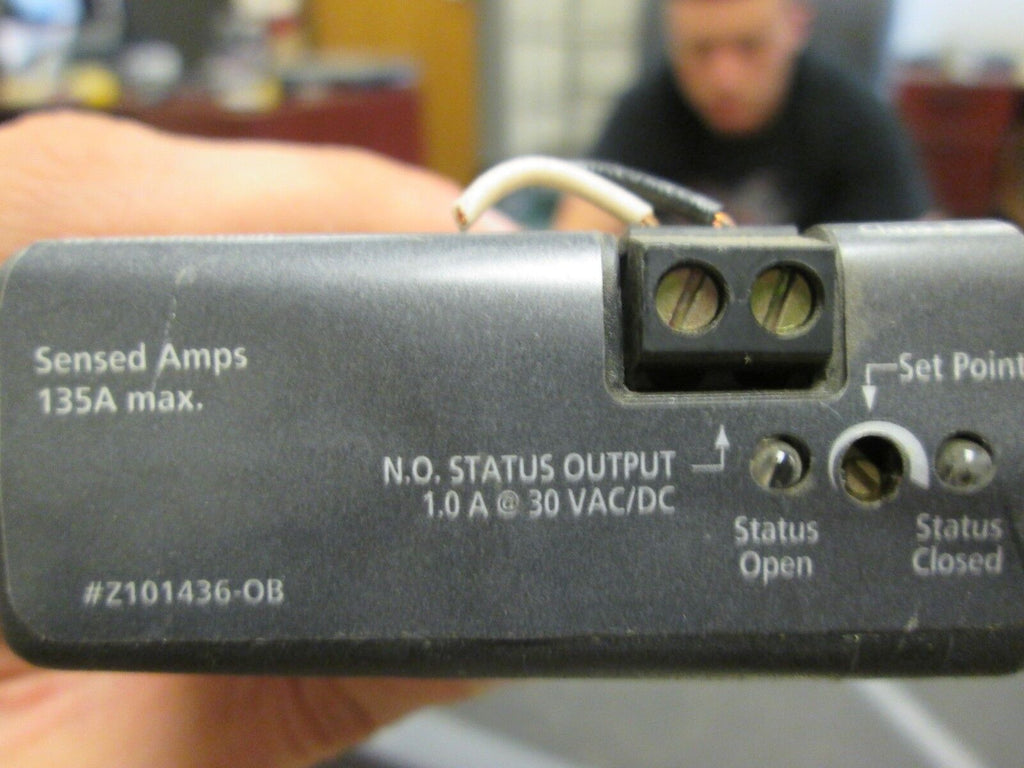 Sensed Amps
135A max.
Set Point
N.O. STATUS OUTPUT
1.0 A @ 30 VAC/DC
Status
Open
Status
Closed
#Z101436-OB